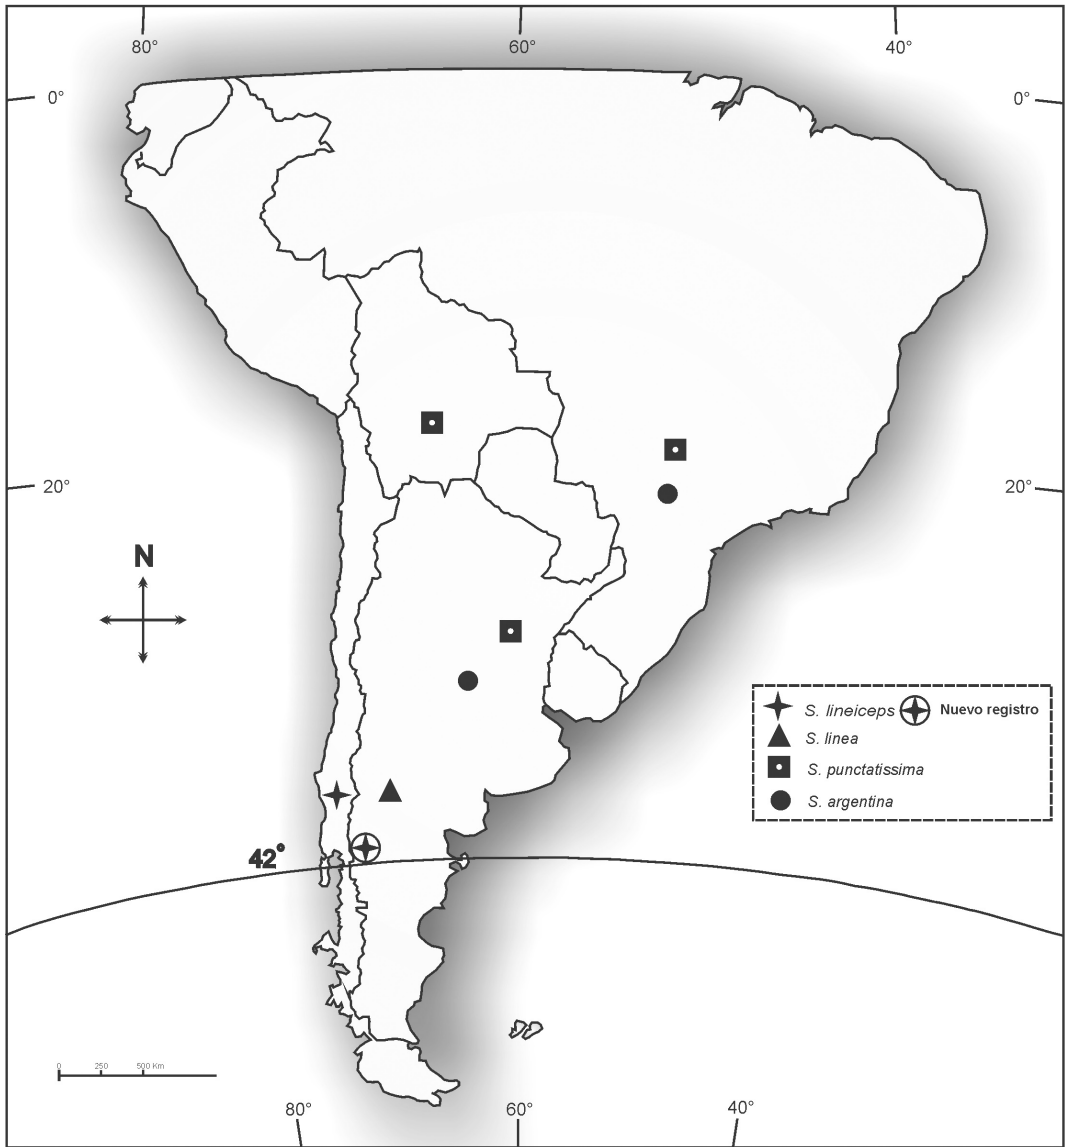 80° 60° 40°
0° 0°
20° 20°
N
S. lineiceps Nuevo registro
S. linea
S. punctatissima
S. argentina
42°
0 250 500 Km
80° 60° 40°